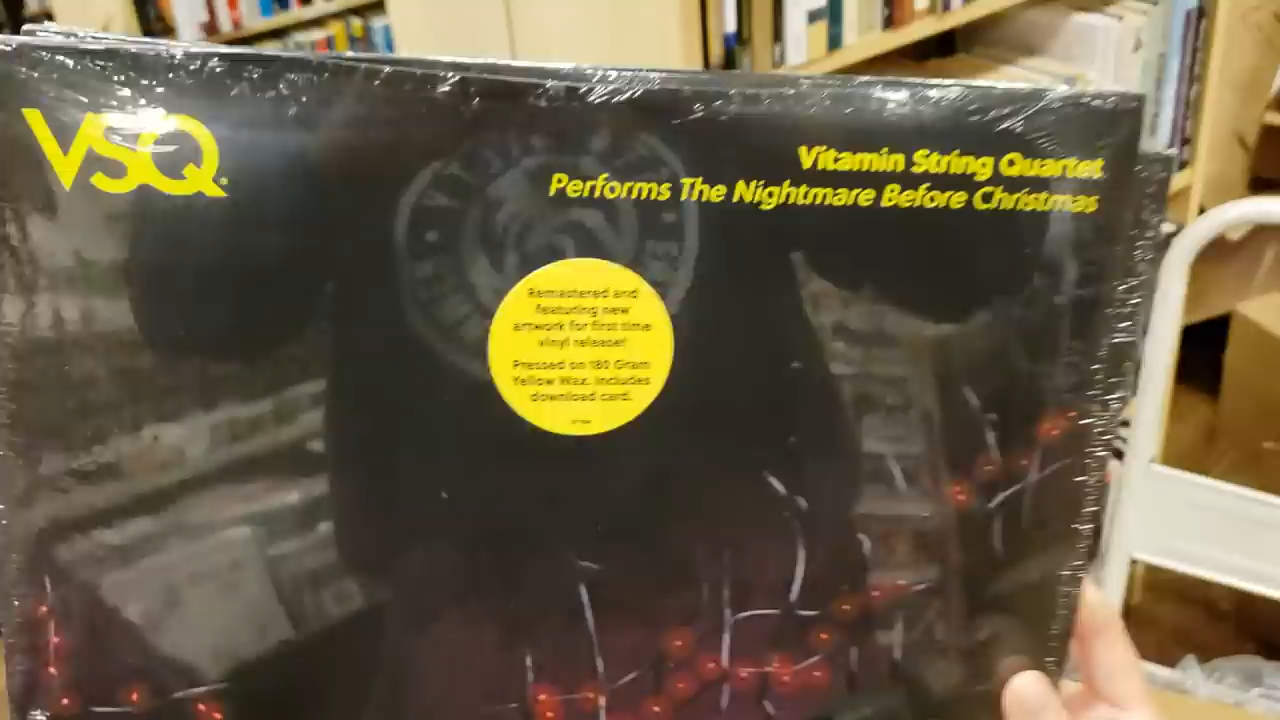 VSQ.
Vitamin String Quartet
Performs The Nightmare Before Christmas
Remastered and
featuring new
artwork for first time
vinyl release!
Pressed on 180 Gram
Yellow Wax. Includes
download card.